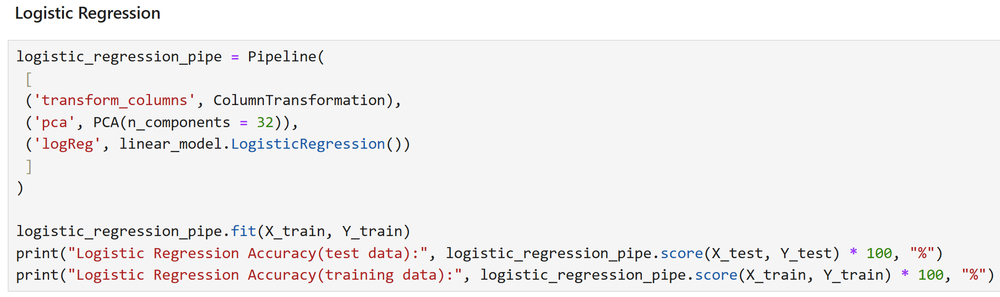 Logistic Regression
logistic_regression_pipe = Pipeline(
[
('transform_columns', ColumnTransformation),
('pca', PCA(n_components = 32)),
('logReg', linear_model.LogisticRegression())
]
)
logistic_regression_pipe.fit(X_train, Y_train)
print("Logistic Regression Accuracy(test data):", logistic_regression_pipe.score(X_test, Y_test) * 100, "%")
print("Logistic Regression Accuracy(training data):", logistic_regression_pipe.score(X_train, Y_train) * 100, "%")